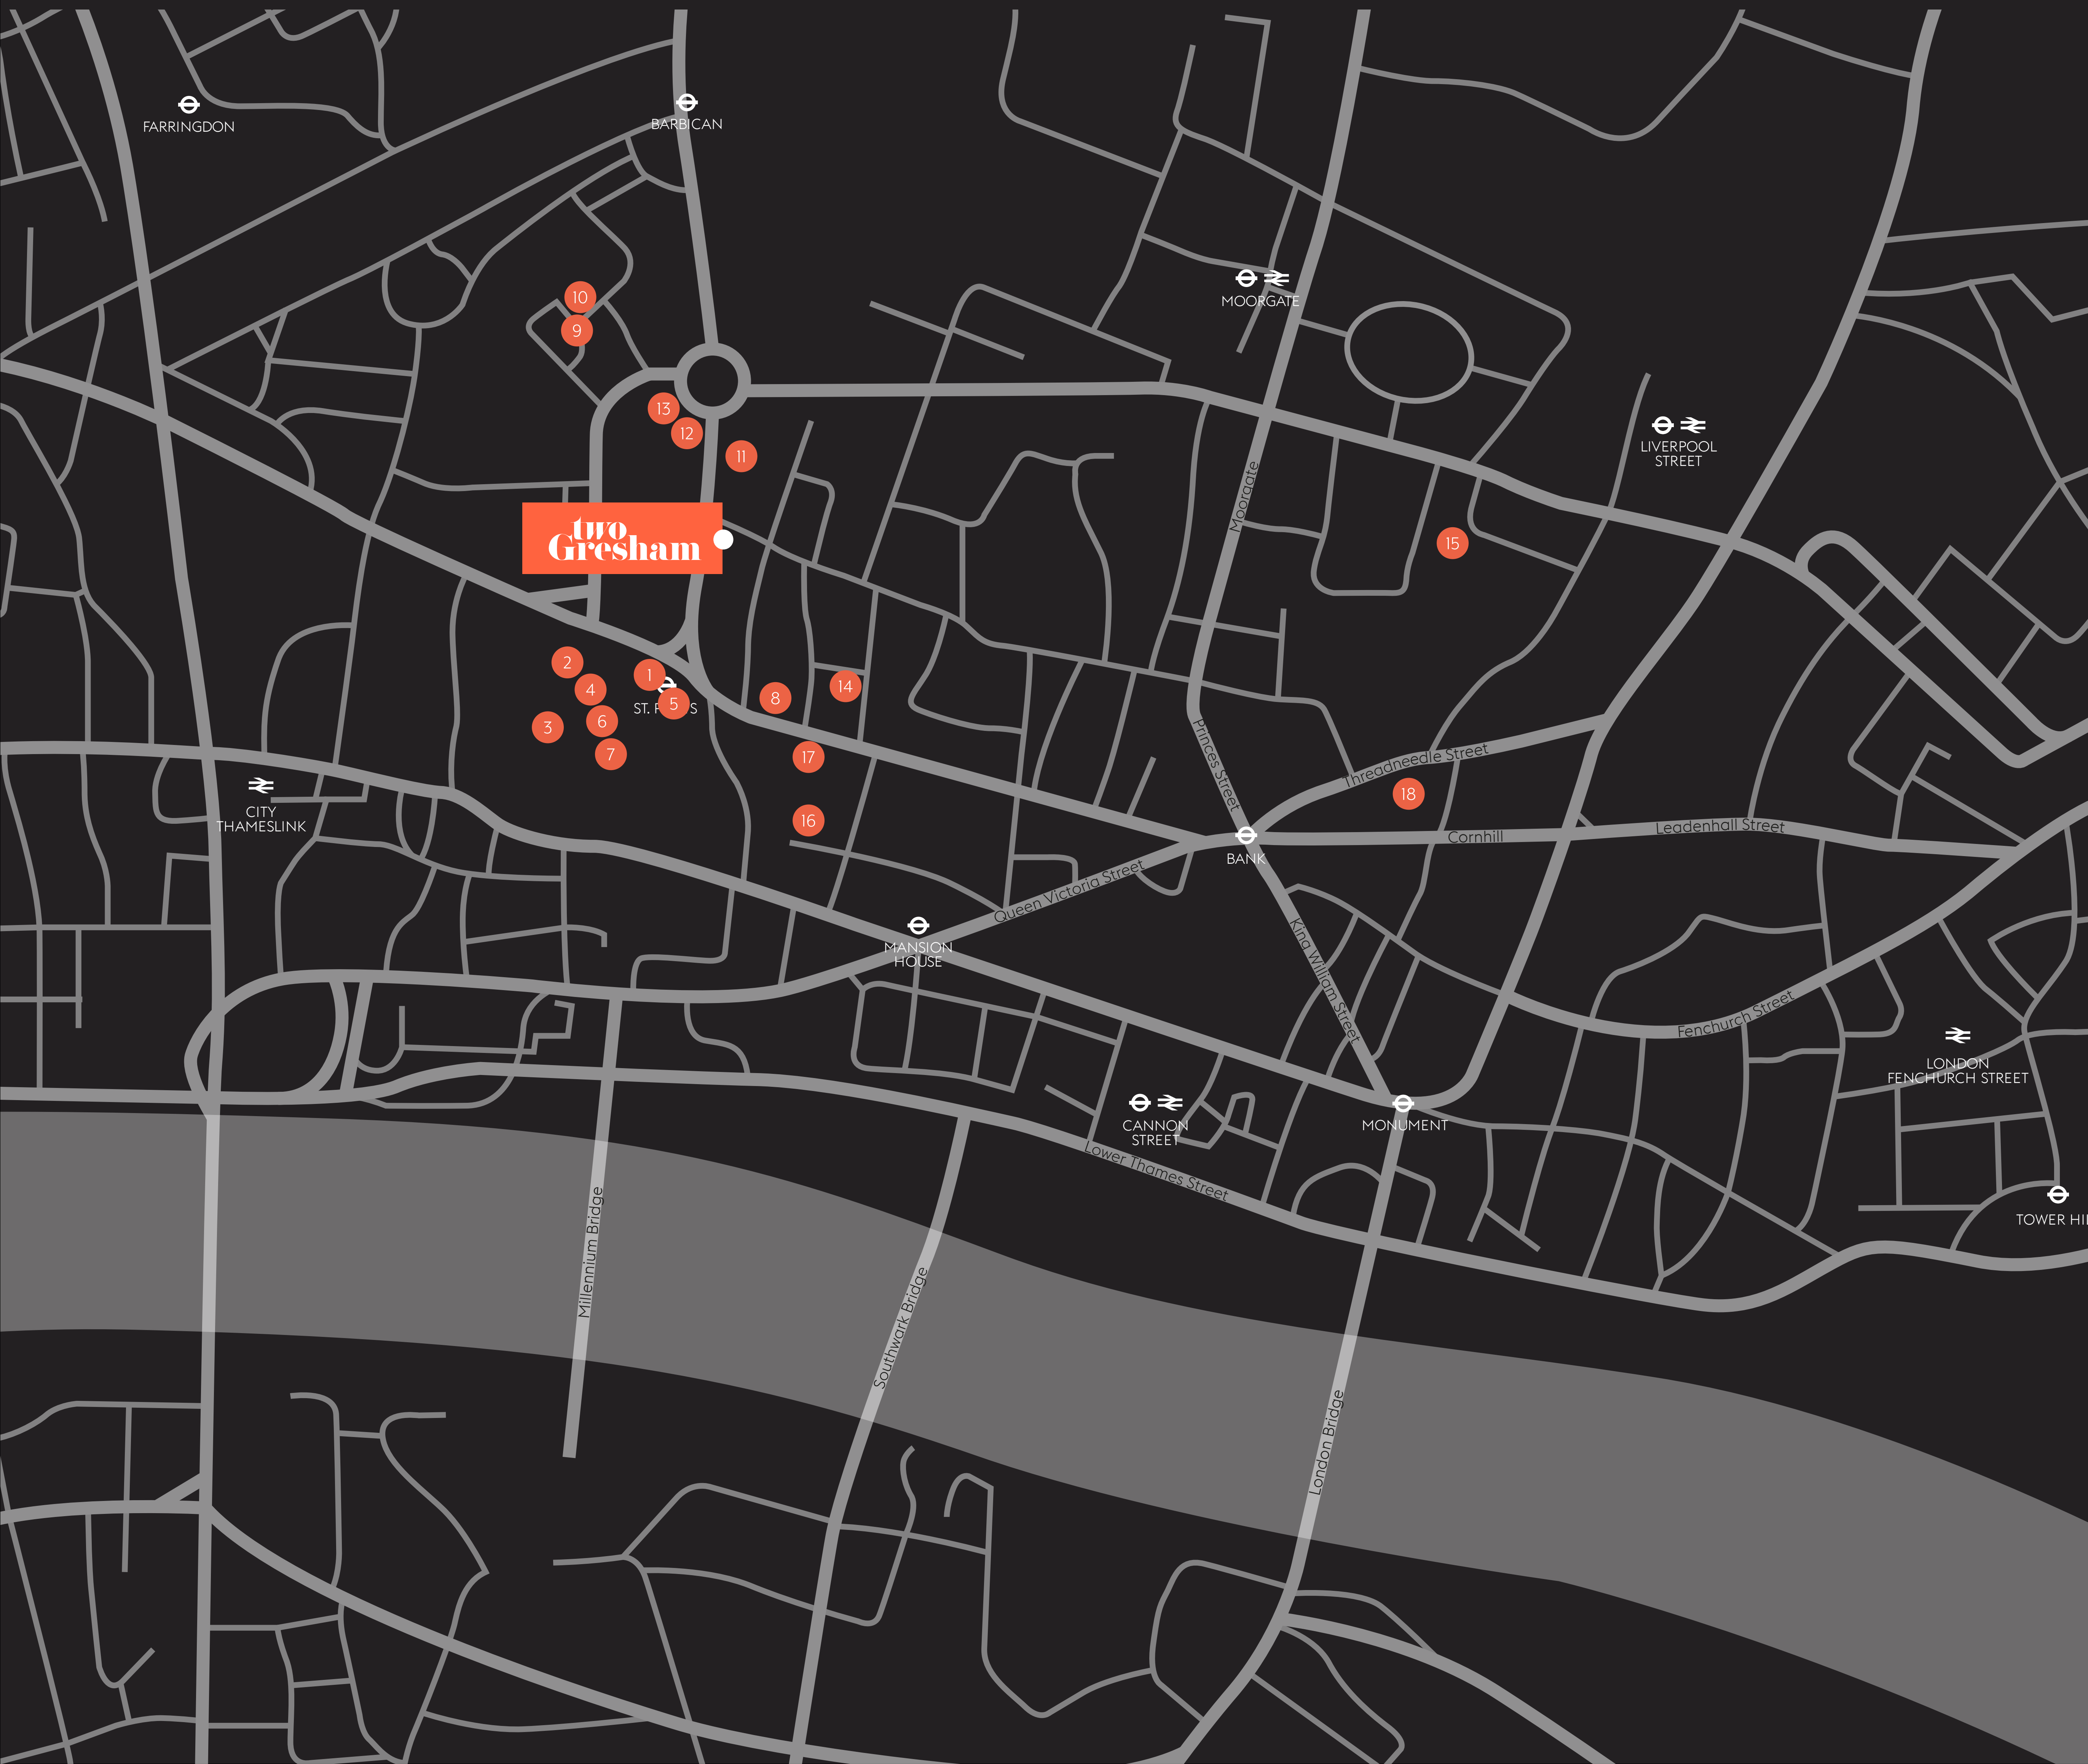 FARRINGDON
BARBICAN
MOORGATE
10
9
13
12
11
LIVERPOOL
STREET
Moorgate
two
Gresham
15
2
1
4
14
8
5
ST. P
S
3
6
7
17
Princes Street
Threadneedle Street
18
CITY
THAMESLINK
16
BANK
Cornhill
Leadenhall Street
Queen Victoria Street
MANSION
HOUSE
King William Street
Fenchurch Street
LONDON
FENCHURCH STREET
CANNON
STREET
MONUMENT
Lower Thames Street
TOWER HIL
Millennium Bridge
Southwark Bridge
London Bridge